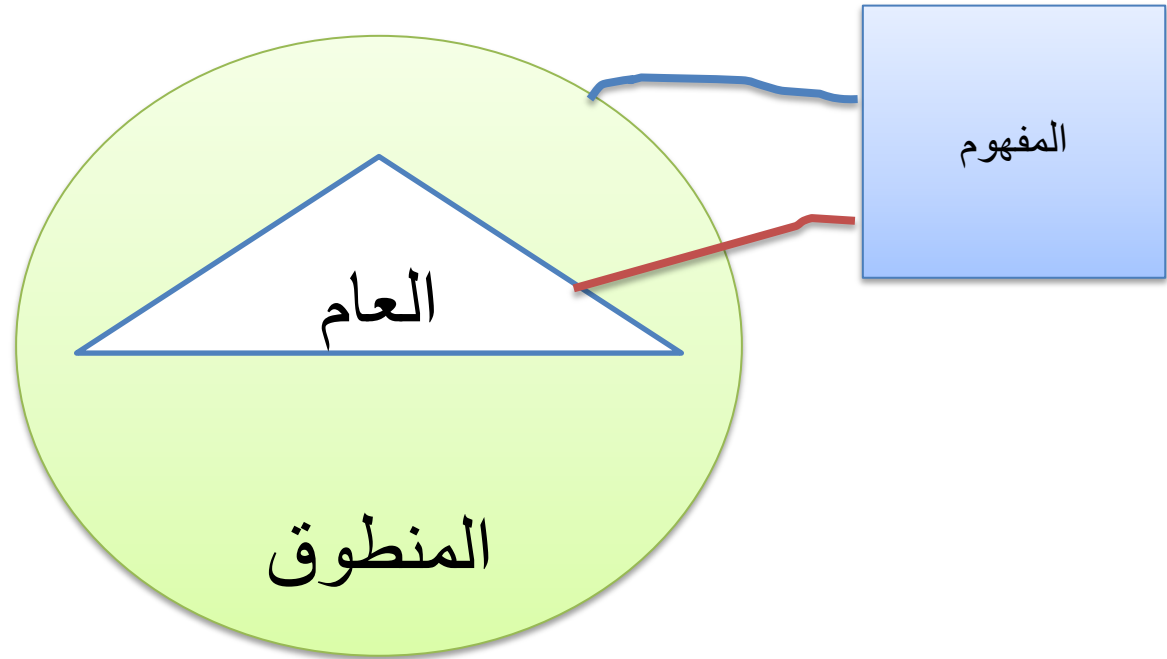 المفهوم
العام
المنطوق